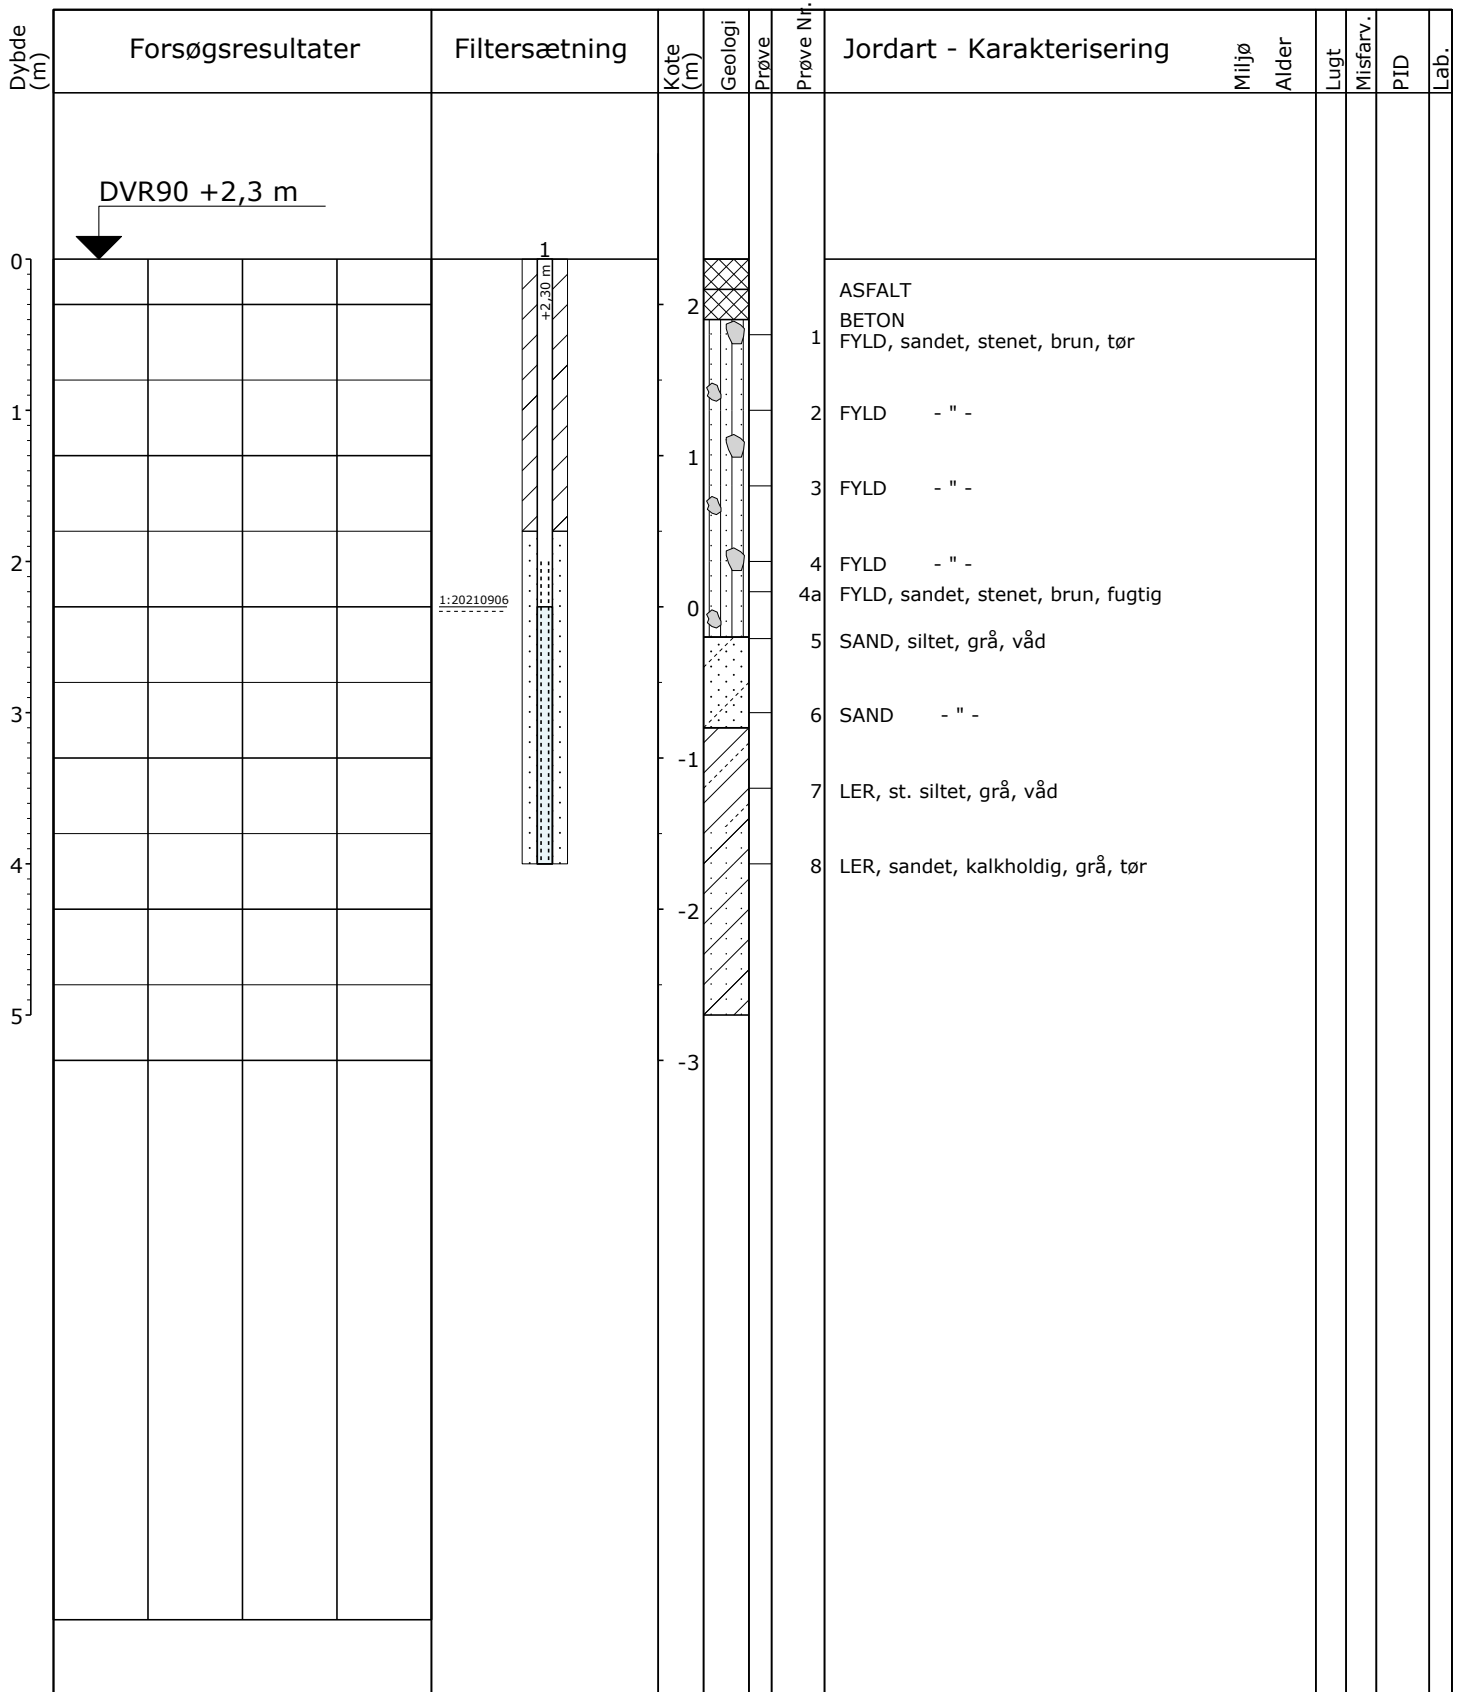 Dybde (m)
Forsøgsresultater
Filtersætning
Kote (m)
Geologi
Prøve
Prøve Nr.
Jordart - Karakterisering
Miljø
Alder
Lugt
Misfarv.
PID
Lab.
DVR90 +2,3 m
0
1
+2,30 m
ASFALT
2
BETON
1 FYLD, sandet, stenet, brun, tør
1
2 FYLD - " -
1
3 FYLD - " -
2
4 FYLD - " -
4a FYLD, sandet, stenet, brun, fugtig
1:20210906
0
5 SAND, siltet, grå, våd
3
6 SAND - " -
-1
7 LER, st. siltet, grå, våd
4
8 LER, sandet, kalkholdig, grå, tør
-2
5
-3